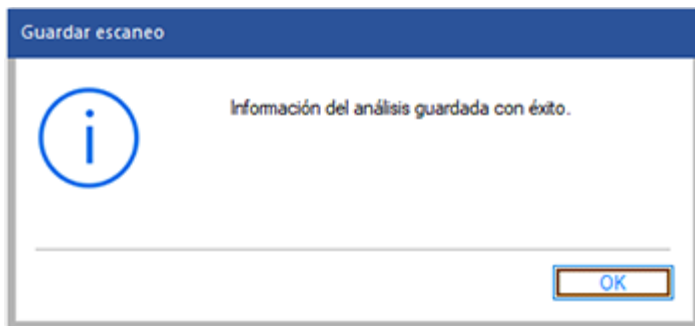 Guardar escaneo
Información del análisis guardada con éxito.
OK